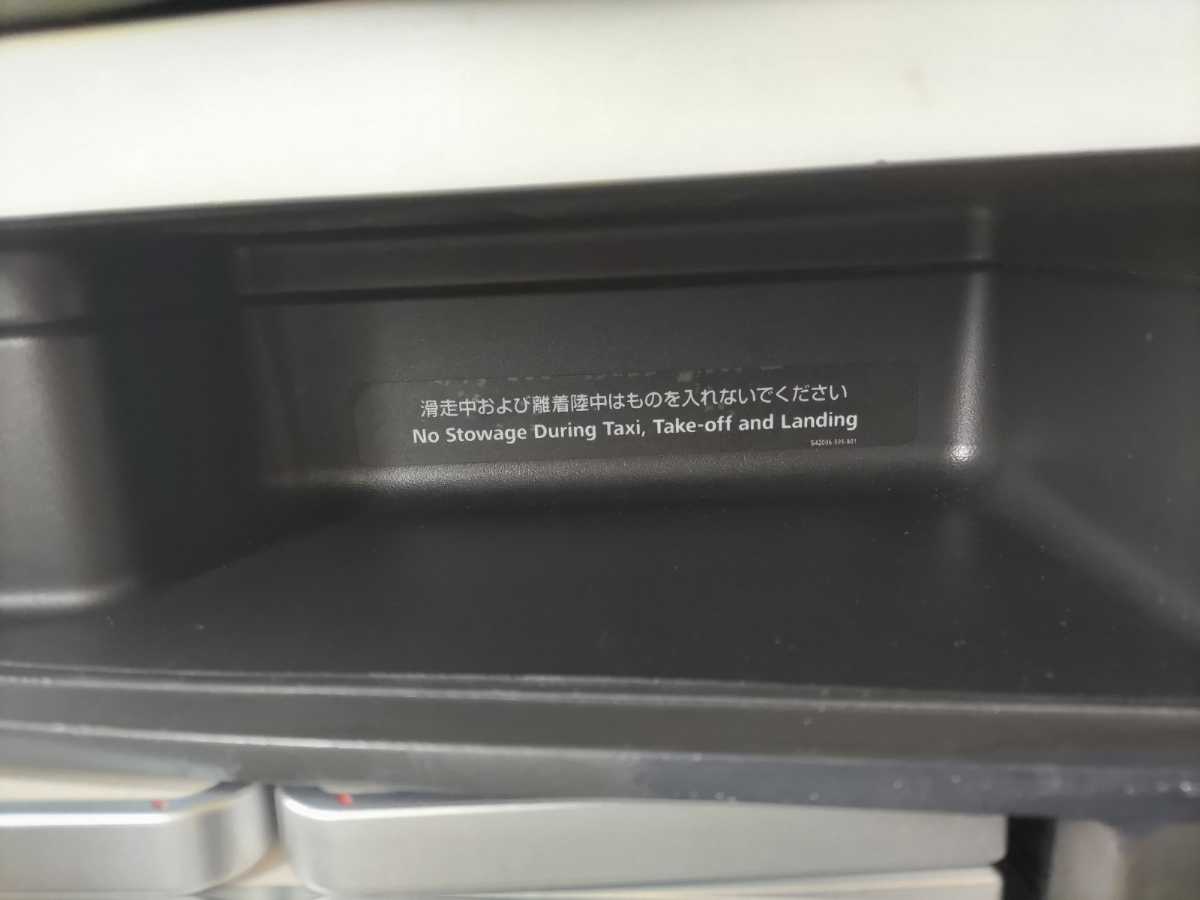 滑走中および離着陸中はものを入れないでください
No Stowage During Taxi, Take-off and Landing